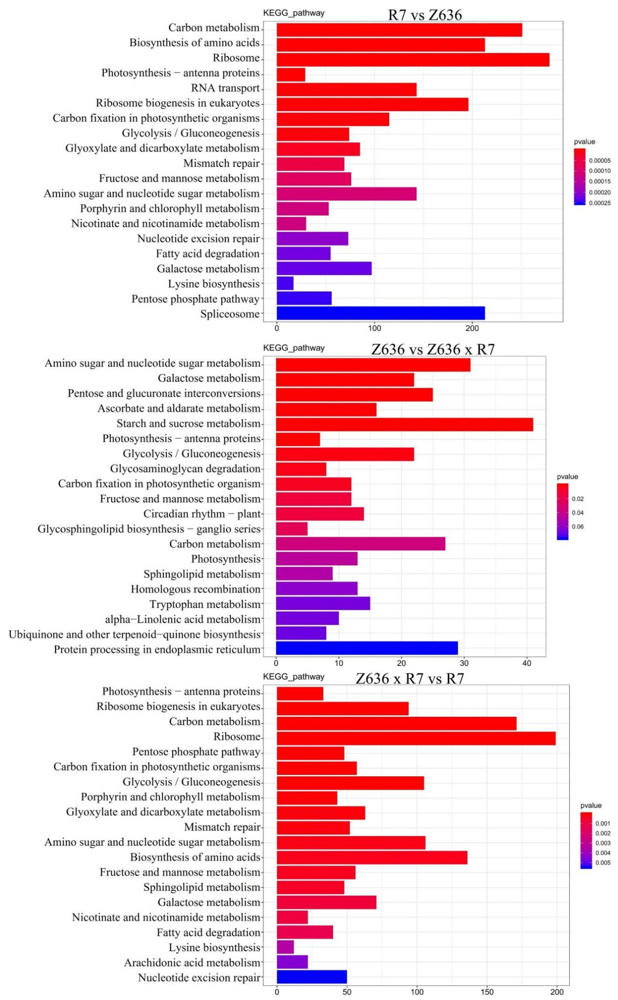 KEGG_pathway
R7 vs Z636
Carbon metabolism
Biosynthesis of amino acids
Ribosome
Photosynthesis − antenna proteins
RNA transport
Ribosome biogenesis in eukaryotes
Carbon fixation in photosynthetic organisms
Glycolysis / Gluconeogenesis
Glyoxylate and dicarboxylate metabolism
Mismatch repair
Fructose and mannose metabolism
Amino sugar and nucleotide sugar metabolism
Porphyrin and chlorophyll metabolism
Nicotinate and nicotinamide metabolism
Nucleotide excision repair
Fatty acid degradation
Galactose metabolism
Lysine biosynthesis
Pentose phosphate pathway
Spliceosome
0 100 200
pvalue
0.00005
0.00010
0.00015
0.00020
0.00025
KEGG_pathway
Z636 vs Z636 x R7
Amino sugar and nucleotide sugar metabolism
Galactose metabolism
Pentose and glucuronate interconversions
Ascorbate and aldarate metabolism
Starch and sucrose metabolism
Photosynthesis − antenna proteins
Glycolysis / Gluconeogenesis
Glycosaminoglycan degradation
Carbon fixation in photosynthetic organism
Fructose and mannose metabolism
Circadian rhythm − plant
Glycosphingolipid biosynthesis − ganglio series
Carbon metabolism
Photosynthesis
Sphingolipid metabolism
Homologous recombination
Tryptophan metabolism
alpha−Linolenic acid metabolism
Ubiquinone and other terpenoid−quinone biosynthesis
Protein processing in endoplasmic reticulum
0 10 20 30 40
pvalue
0.02
0.04
0.06
KEGG_pathway
Z636 x R7 vs R7
Photosynthesis − antenna proteins
Ribosome biogenesis in eukaryotes
Carbon metabolism
Ribosome
Pentose phosphate pathway
Carbon fixation in photosynthetic organisms
Glycolysis / Gluconeogenesis
Porphyrin and chlorophyll metabolism
Glyoxylate and dicarboxylate metabolism
Mismatch repair
Amino sugar and nucleotide sugar metabolism
Biosynthesis of amino acids
Fructose and mannose metabolism
Sphingolipid metabolism
Galactose metabolism
Nicotinate and nicotinamide metabolism
Fatty acid degradation
Lysine biosynthesis
Arachidonic acid metabolism
Nucleotide excision repair
0 50 100 150 200
pvalue
0.001
0.002
0.003
0.004
0.005